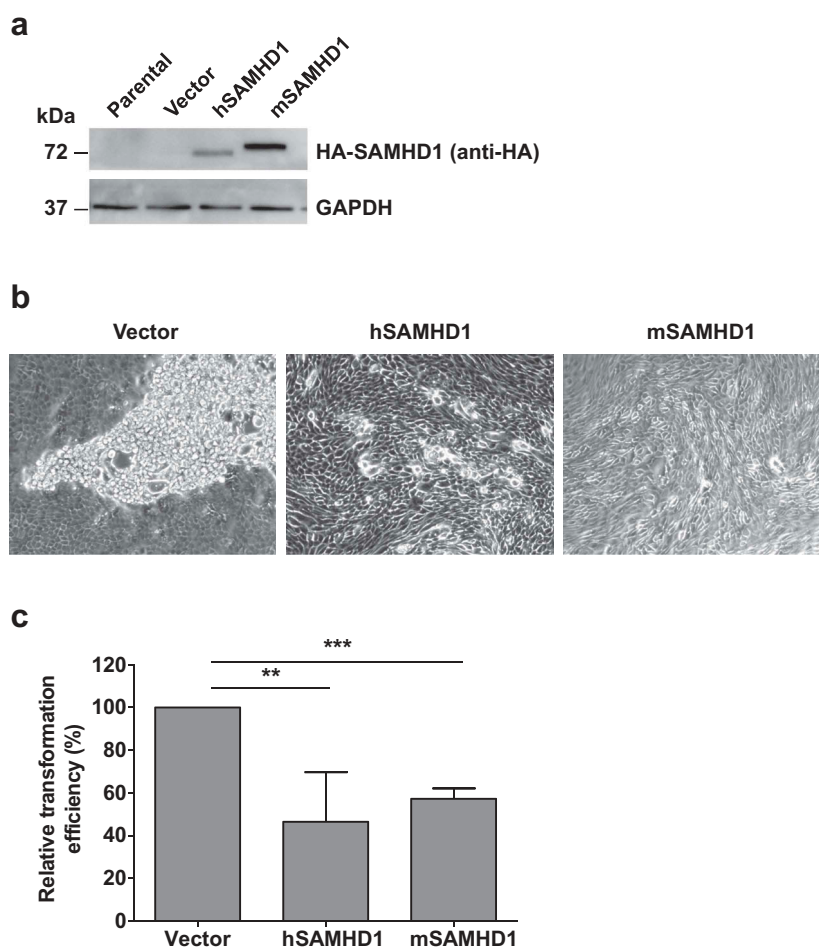 a
Parental
Vector
hSAMHD1
mSAMHD1
kDa
72
HA-SAMHD1 (anti-HA)
37
GAPDH
b
Vector
hSAMHD1
mSAMHD1
c
***
**
Relative transformation
efficiency (%)
120
100
80
60
40
20
0
Vector
hSAMHD1
mSAMHD1